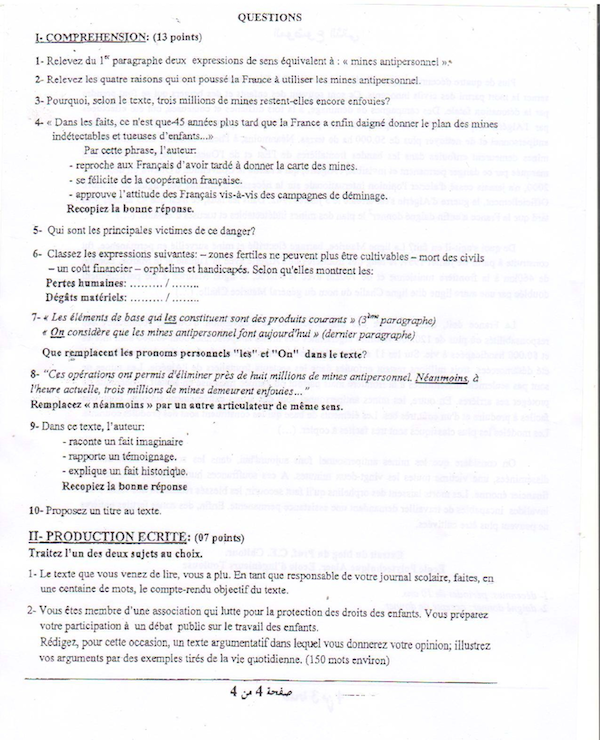 QUESTIONS
I- COMPREHENSION: (13 points)
1- Relevez du 1er paragraphe deux expressions de sens équivalent à : « mines antipersonnel ».
2- Relevez les quatre raisons qui ont poussé la France à utiliser les mines antipersonnel.
3- Pourquoi, selon le texte, trois millions de mines restent-elles encore enfouies?
4- « Dans les faits, ce n'est que 45 années plus tard que la France a enfin daigné donner le plan des mines
indétectables et tueuses d'enfants...»
Par cette phrase, l'auteur:
- reproche aux Français d'avoir tardé à donner la carte des mines.
- se félicite de la coopération française.
- approuve l'attitude des Français vis-à-vis des campagnes de déminage.
Recopiez la bonne réponse.
5- Qui sont les principales victimes de ce danger?
6- Classez les expressions suivantes: – zones fertiles ne peuvent plus être cultivables – mort des civils
– un coût financier – orphelins et handicapés. Selon qu'elles montrent les:
Pertes humaines: ......... / ........
Dégâts matériels: ......... / ........
7- « Les éléments de base qui les constituent sont des produits courants » (3ème paragraphe)
« On considère que les mines antipersonnel font aujourd'hui » (dernier paragraphe)
Que remplacent les pronoms personnels "les" et "On" dans le texte?
8- "Ces opérations ont permis d'éliminer près de huit millions de mines antipersonnel. Néanmoins, à
l'heure actuelle, trois millions de mines demeurent enfouies..."
Remplacez « néanmoins » par un autre articulateur de même sens.
9- Dans ce texte, l'auteur:
- raconte un fait imaginaire
- rapporte un témoignage.
- explique un fait historique.
Recopiez la bonne réponse
10- Proposez un titre au texte.
II- PRODUCTION ECRITE: (07 points)
Traitez l'un des deux sujets au choix.
1- Le texte que vous venez de lire, vous a plu. En tant que responsable de votre journal scolaire, faites, en
une centaine de mots, le compte-rendu objectif du texte.
2- Vous êtes membre d'une association qui lutte pour la protection des droits des enfants. Vous préparez
votre participation à un débat public sur le travail des enfants.
Rédigez, pour cette occasion, un texte argumentatif dans lequel vous donnerez votre opinion; illustrez
vos arguments par des exemples tirés de la vie quotidienne. (150 mots environ)
صفحة 4 من 4